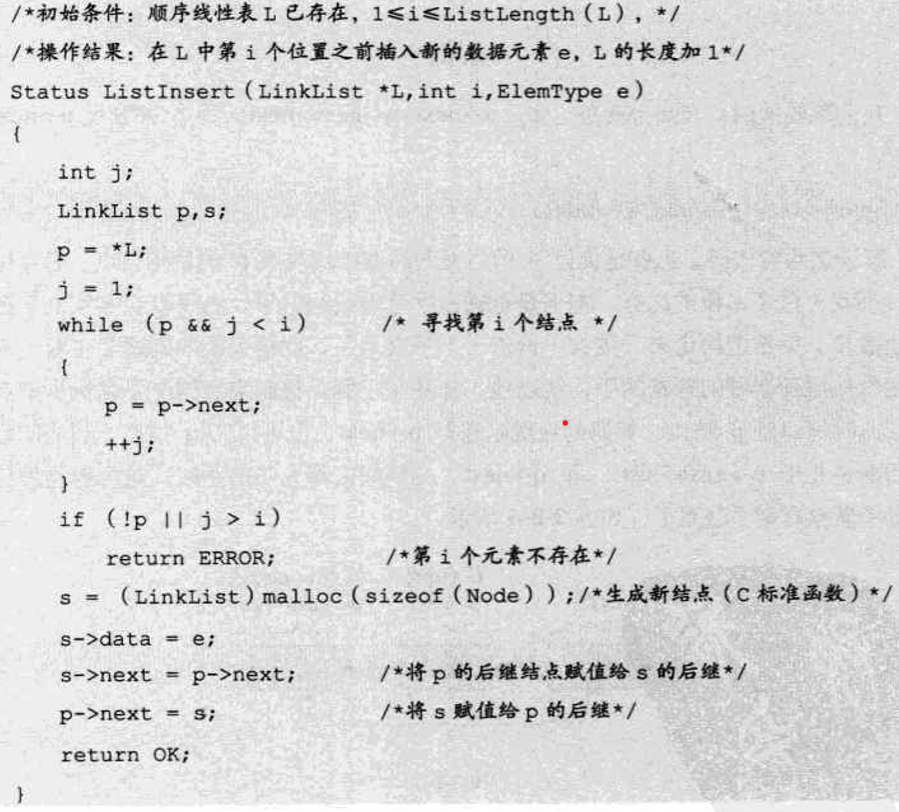 /*初始条件：顺序线性表 L 已存在，1≤i≤ListLength(L)，*/
/*操作结果：在 L 中第 i 个位置之前插入新的数据元素 e，L 的长度加 1*/
Status ListInsert(LinkList *L,int i,ElemType e)
{
    int j;
    LinkList p,s;
    p = *L;
    j = 1;
    while (p && j < i)      /* 寻找第 i 个结点 */
    {
        p = p->next;
        ++j;
    }
    if (!p || j > i)
        return ERROR;       /*第 i 个元素不存在*/
    s = (LinkList)malloc(sizeof(Node));/*生成新结点（C 标准函数）*/
    s->data = e;
    s->next = p->next;      /*将 p 的后继结点赋值给 s 的后继*/
    p->next = s;            /*将 s 赋值给 p 的后继*/
    return OK;
}